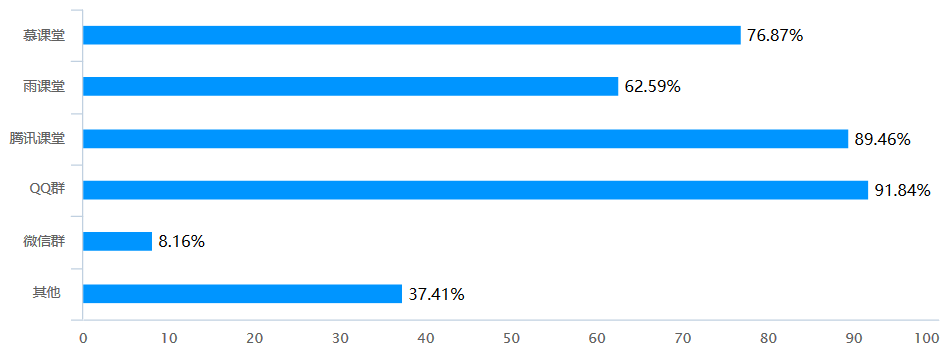 慕课堂 76.87%
雨课堂 62.59%
腾讯课堂 89.46%
QQ群 91.84%
微信群 8.16%
其他 37.41%
0 10 20 30 40 50 60 70 80 90 100